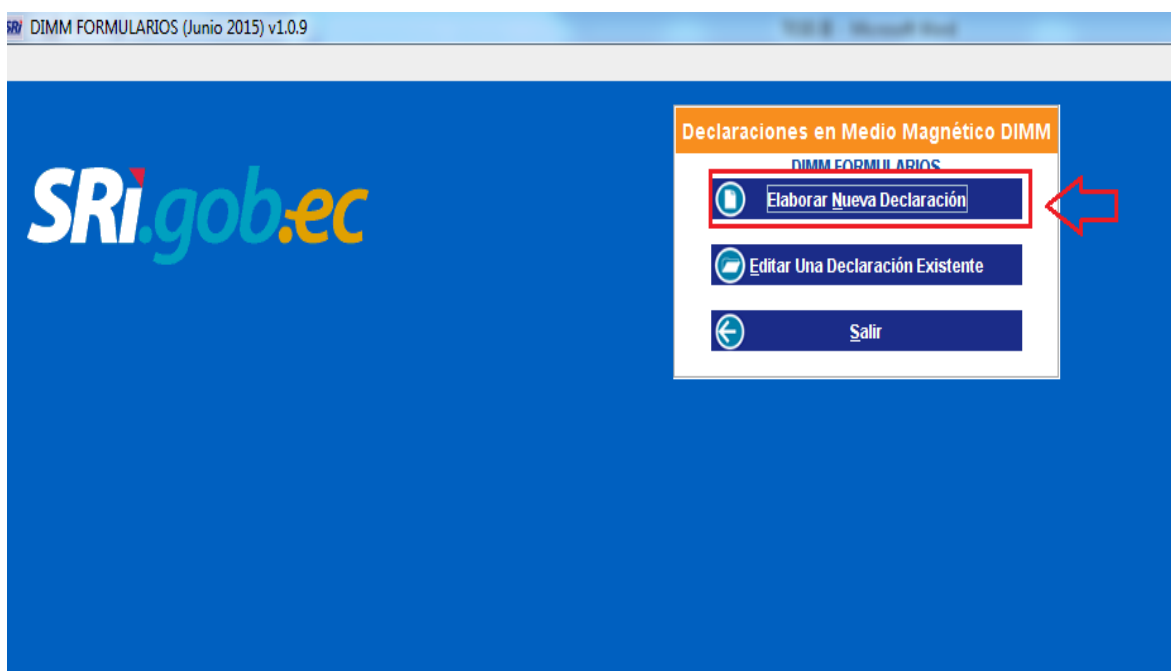 SRi DIMM FORMULARIOS (Junio 2015) v1.0.9
SRi.gob.ec
Declaraciones en Medio Magnético DIMM
DIMM FORMULARIOS
Elaborar Nueva Declaración
Editar Una Declaración Existente
Salir